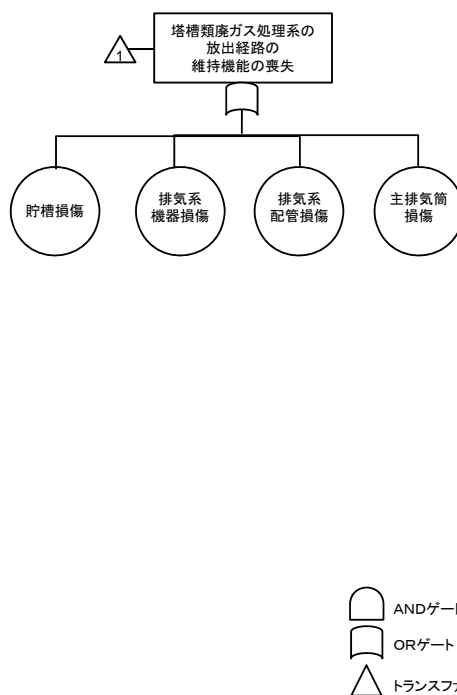 塔槽類廃ガス処理系の
放出経路の
維持機能の喪失
1
貯槽損傷
排気系
機器損傷
排気系
配管損傷
主排気筒
損傷
ANDゲート
ORゲート
トランスファ